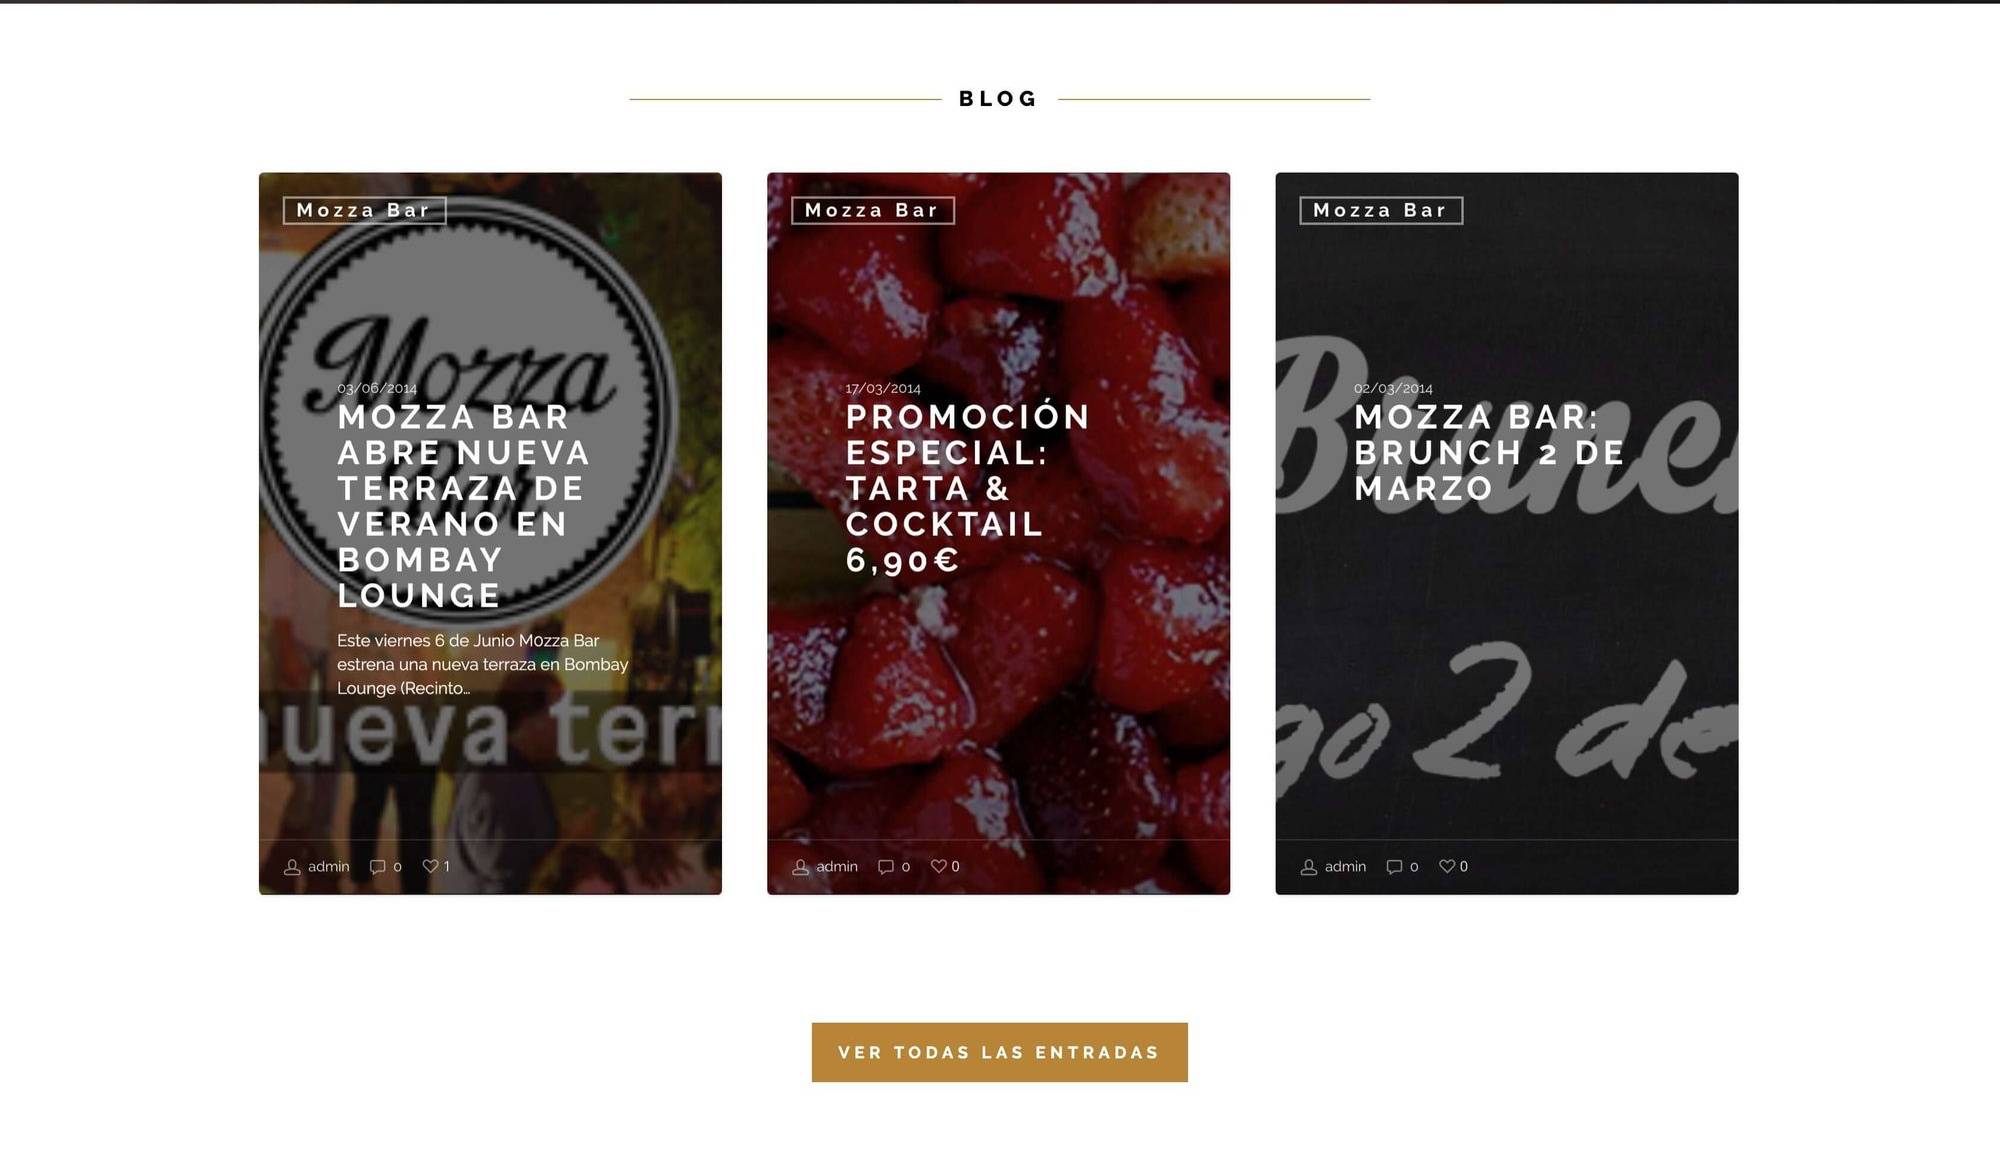 BLOG
Mozza Bar
Mozza
Bar
03/06/2014
MOZZA BAR
ABRE NUEVA
TERRAZA DE
VERANO EN
BOMBAY
LOUNGE
Este viernes 6 de Junio M0zza Bar
estrena una nueva terraza en Bombay
Lounge (Recinto…
nueva terr
admin 0 1
Mozza Bar
17/03/2014
PROMOCIÓN
ESPECIAL:
TARTA &
COCKTAIL
6,90€
admin 0 0
Mozza Bar
Brunc
02/03/2014
MOZZA BAR:
BRUNCH 2 DE
MARZO
go 2 de
admin 0 0
VER TODAS LAS ENTRADAS